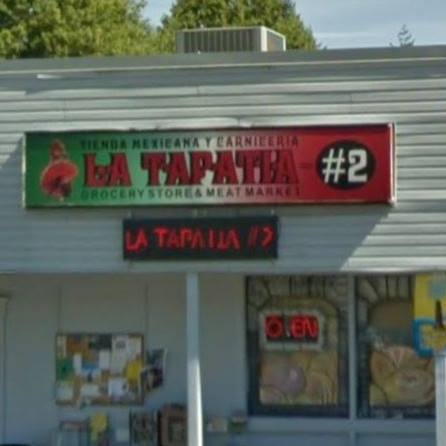 TIENDA MEXICANA Y CARNICERIA
LA TAPATIA #2
GROCERY STORE & MEAT MARKET
LA TAPATIA #2
OPEN